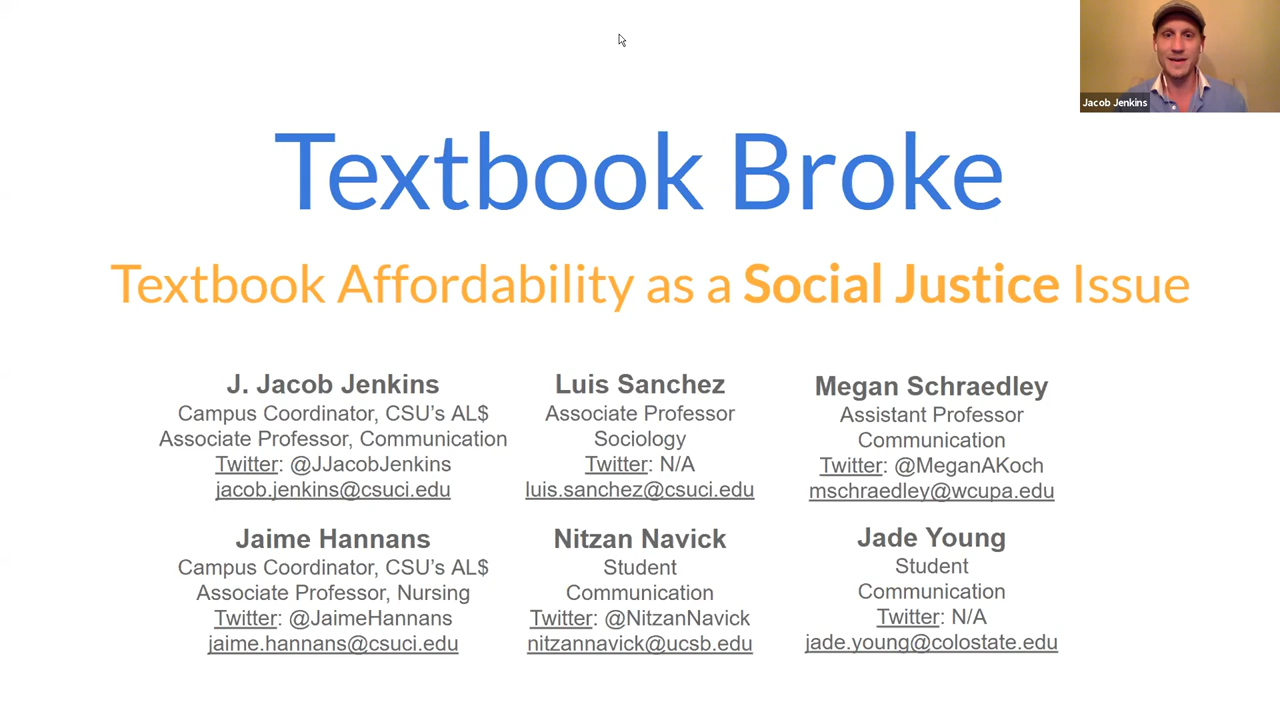 Jacob Jenkins
Textbook Broke
Textbook Affordability as a Social Justice Issue
J. Jacob Jenkins
Campus Coordinator, CSU's AL$
Associate Professor, Communication
Twitter: @JJacobJenkins
jacob.jenkins@csuci.edu
Luis Sanchez
Associate Professor
Sociology
Twitter: N/A
luis.sanchez@csuci.edu
Megan Schraedley
Assistant Professor
Communication
Twitter: @MeganAKoch
mschraedley@wcupa.edu
Jaime Hannans
Campus Coordinator, CSU's AL$
Associate Professor, Nursing
Twitter: @JaimeHannans
jaime.hannans@csuci.edu
Nitzan Navick
Student
Communication
Twitter: @NitzanNavick
nitzannavick@ucsb.edu
Jade Young
Student
Communication
Twitter: N/A
jade.young@colostate.edu